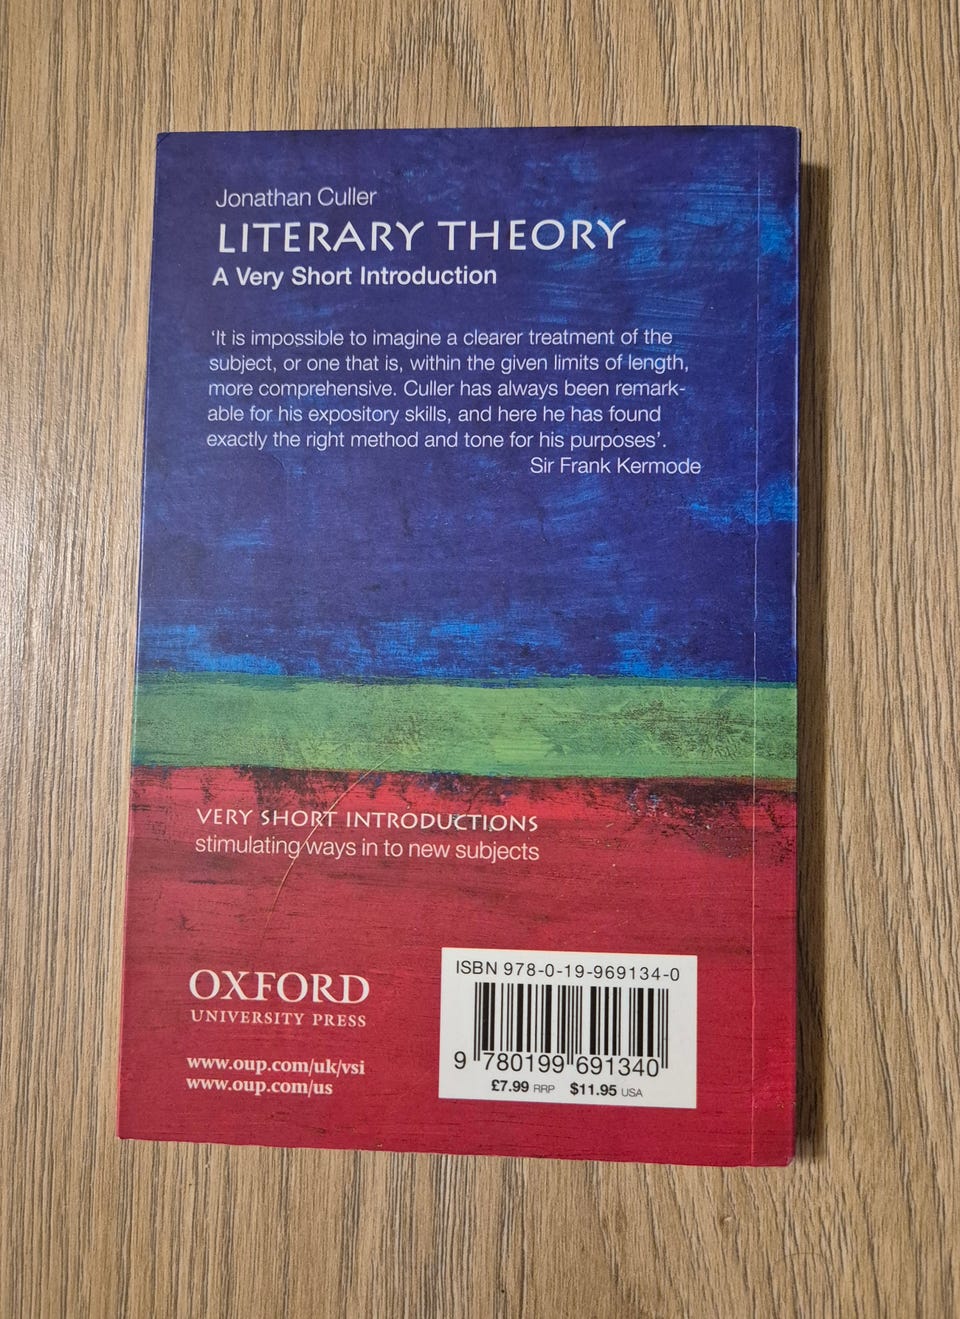 Jonathan Culler
LITERARY THEORY
A Very Short Introduction
‘It is impossible to imagine a clearer treatment of the
subject, or one that is, within the given limits of length,
more comprehensive. Culler has always been remark-
able for his expository skills, and here he has found
exactly the right method and tone for his purposes’.
Sir Frank Kermode
VERY SHORT INTRODUCTIONS
stimulating ways in to new subjects
OXFORD
UNIVERSITY PRESS
www.oup.com/uk/vsi
www.oup.com/us
ISBN 978-0-19-969134-0
9 780199 691340
£7.99 RRP $11.95 USA